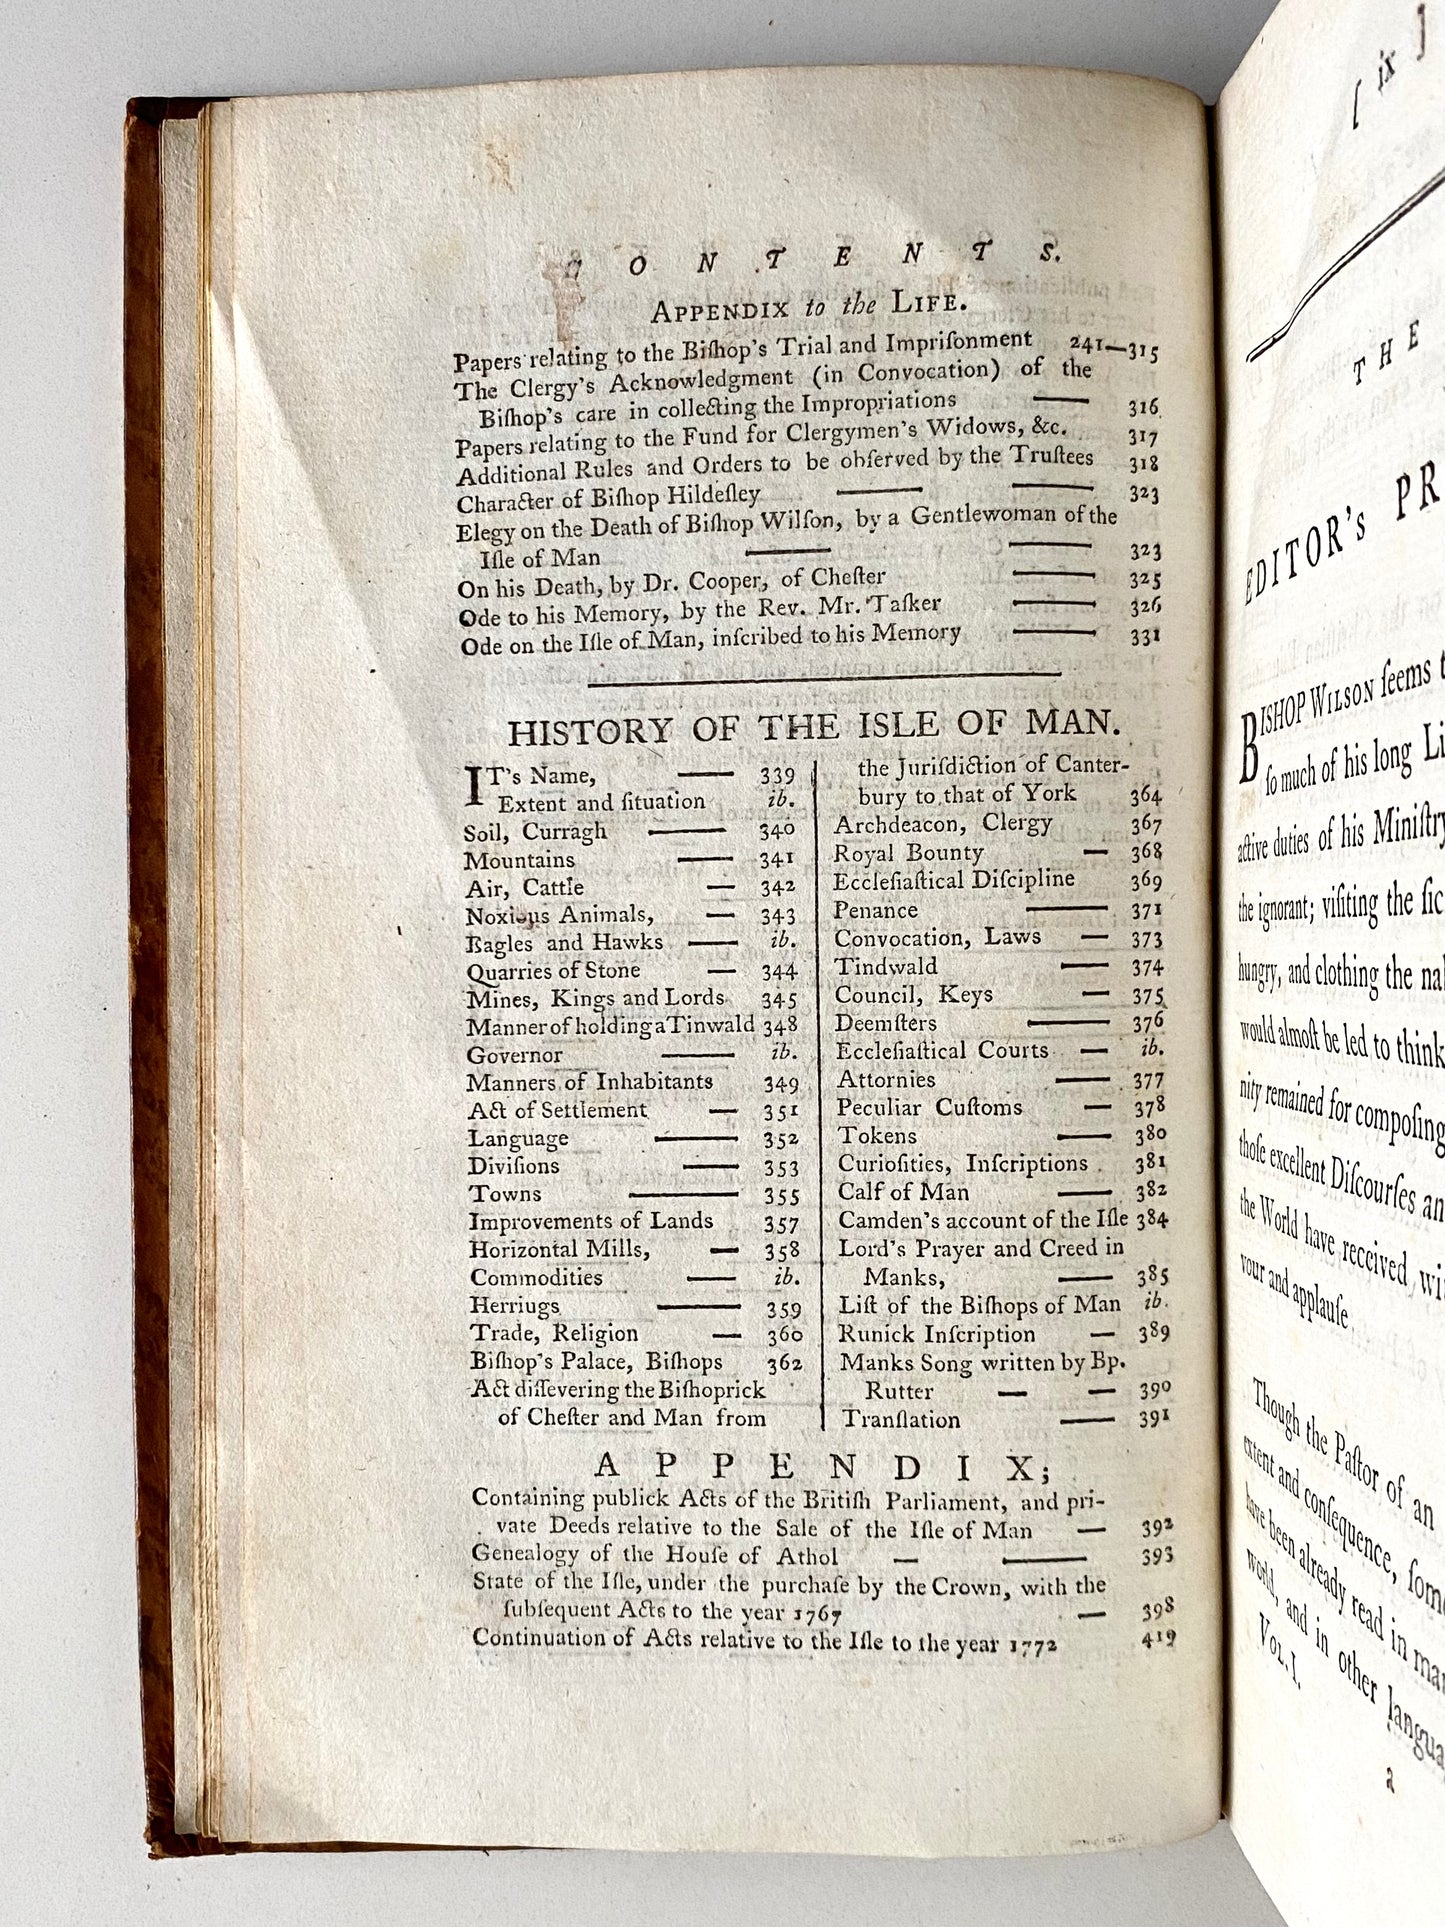 CONTENTS.
APPENDIX to the LIFE.
Papers relating to the Biſhop's Trial and Impriſonment 241—315
The Clergy's Acknowledgment (in Convocation) of the
Biſhop's care in collecting the Impropriations — 316
Papers relating to the Fund for Clergymen's Widows, &c. 317
Additional Rules and Orders to be obſerved by the Truſtees 318
Character of Biſhop Hildeſley — — 323
Elegy on the Death of Biſhop Wilſon, by a Gentlewoman of the
Iſle of Man — — 323
On his Death, by Dr. Cooper, of Cheſter — 325
Ode to his Memory, by the Rev. Mr. Taſker — 326
Ode on the Iſle of Man, inſcribed to his Memory — 331
HISTORY OF THE ISLE OF MAN.
IT's Name, — 339
Extent and ſituation ib.
Soil, Curragh — 340
Mountains — 341
Air, Cattle — 342
Noxious Animals, — 343
Eagles and Hawks — ib.
Quarries of Stone — 344
Mines, Kings and Lords 345
Manner of holding a Tinwald 348
Governor — ib.
Manners of Inhabitants 349
Act of Settlement — 351
Language — 352
Diviſions — 353
Towns — 355
Improvements of Lands 357
Horizontal Mills, — 358
Commodities — ib.
Herriugs — 359
Trade, Religion — 360
Biſhop's Palace, Biſhops 362
Act diſſevering the Biſhoprick
of Cheſter and Man from
the Juriſdiction of Canter-
bury to that of York 364
Archdeacon, Clergy 367
Royal Bounty — 368
Eccleſiaſtical Diſcipline 369
Penance — 371
Convocation, Laws — 373
Tindwald — 374
Council, Keys — 375
Deemſters — 376
Eccleſiaſtical Courts — ib.
Attornies — 377
Peculiar Cuſtoms — 378
Tokens — 380
Curioſities, Inſcriptions 381
Calf of Man — 382
Camden's account of the Iſle 384
Lord's Prayer and Creed in
Manks, — 385
Liſt of the Biſhops of Man ib.
Runick Inſcription — 389
Manks Song written by Bp.
Rutter — — 390
Tranſlation — 391
APPENDIX;
Containing publick Acts of the Britiſh Parliament, and pri-
vate Deeds relative to the Sale of the Iſle of Man — 392
Genealogy of the Houſe of Athol — — 393
State of the Iſle, under the purchaſe by the Crown, with the
ſubſequent Acts to the year 1767 — 398
Continuation of Acts relative to the Iſle to the year 1772 419
[ ix ]
THE
EDITOR's PR
BISHOP WILSON ſeems
ſo much of his long
active duties of his Miniſtry
the ignorant; viſiting the
hungry, and clothing the
would almoſt be led to think
nity remained for compoſing
thoſe excellent Diſcourſes
the World have received
vour and applauſe
Though the Paſtor of an
extent and conſequence,
have been already read in
world, and in other
VOL. I.
a